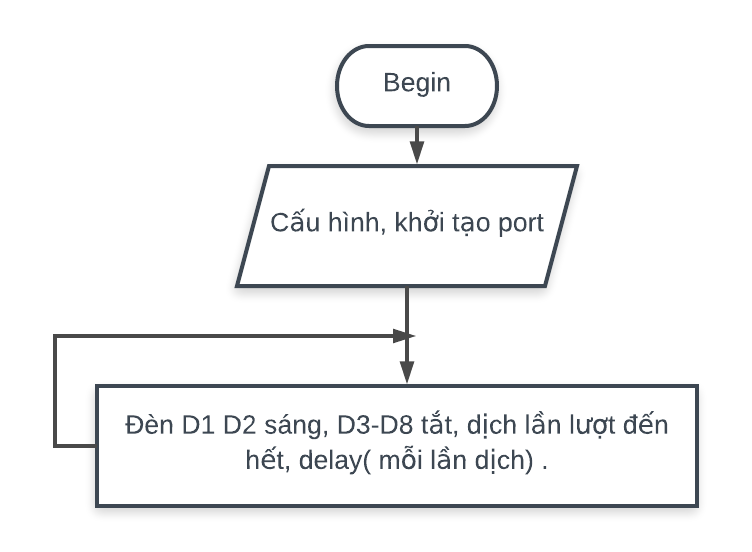 Begin
Cấu hình, khởi tạo port
Đèn D1 D2 sáng, D3-D8 tắt, dịch lần lượt đến
hết, delay( mỗi lần dịch) .